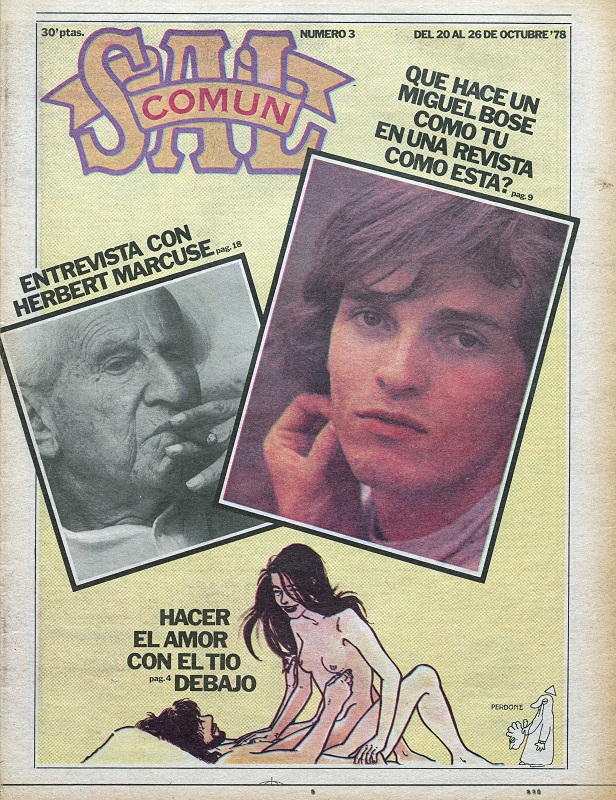 30'ptas.
NUMERO 3
DEL 20 AL 26 DE OCTUBRE '78
SAL
COMUN
QUE HACE UN
MIGUEL BOSE
COMO TU
EN UNA REVISTA
COMO ESTA? pag. 9
ENTREVISTA CON
HERBERT MARCUSE pag. 18
HACER
EL AMOR
CON EL TIO
pag. 4 DEBAJO
PERDONE